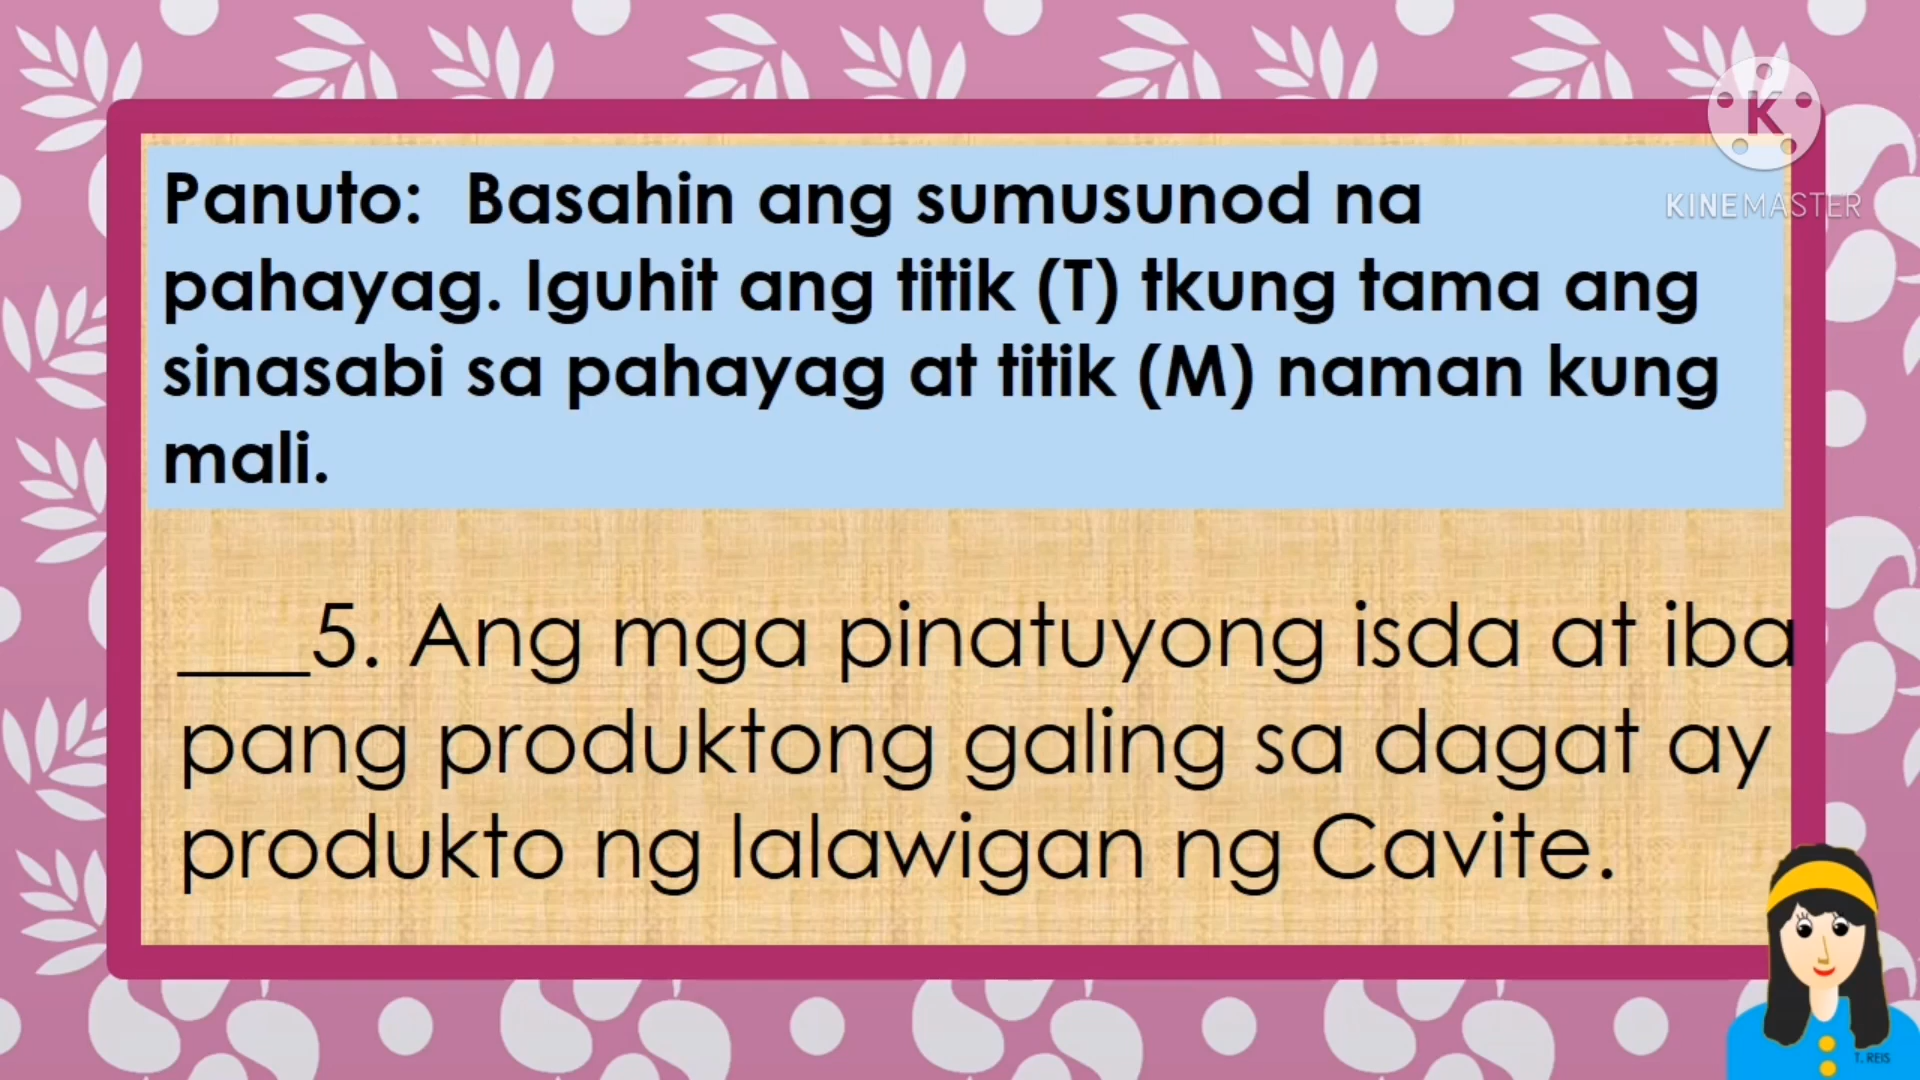 K
KINEMASTER
Panuto:  Basahin ang sumusunod na
pahayag. Iguhit ang titik (T) tkung tama ang
sinasabi sa pahayag at titik (M) naman kung
mali.
___5. Ang mga pinatuyong isda at iba
pang produktong galing sa dagat ay
produkto ng lalawigan ng Cavite.
T. REIS